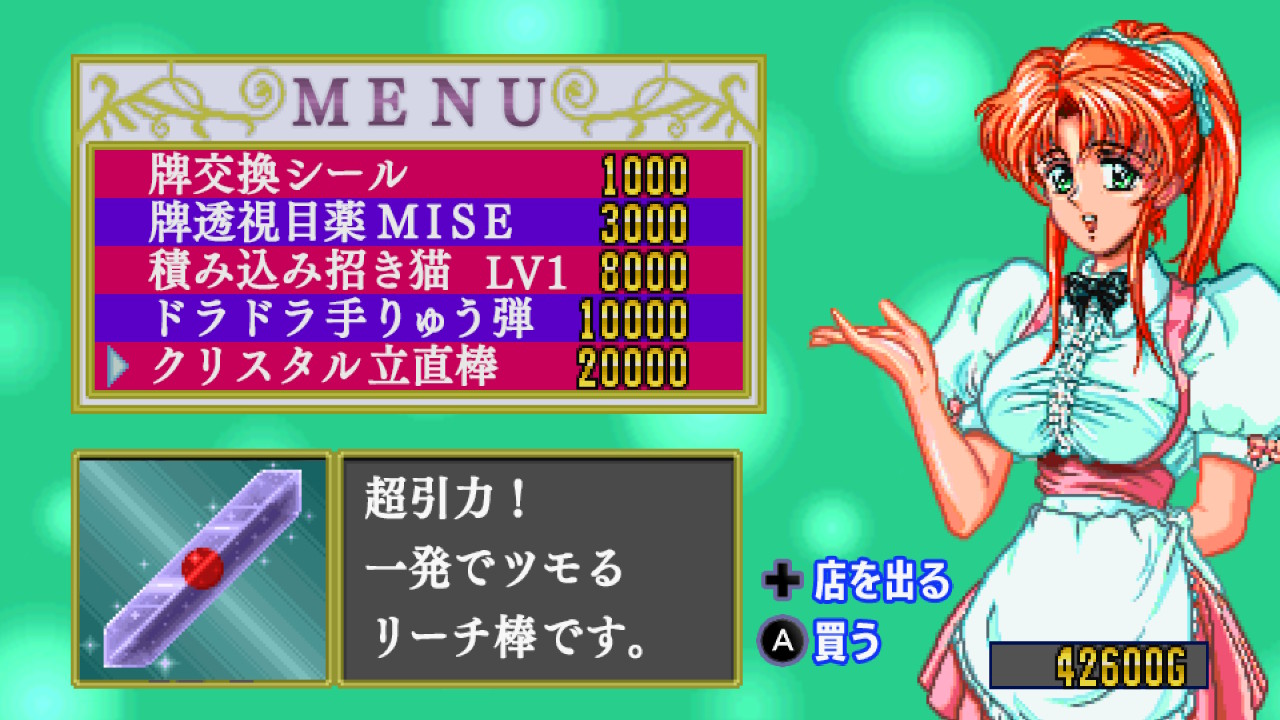 MENU
牌交換シール 1000
牌透視目薬MISE 3000
積み込み招き猫 LV1 8000
ドラドラ手りゅう弾 10000
クリスタル立直棒 20000
超引力！
一発でツモる
リーチ棒です。
店を出る
A 買う
42600G